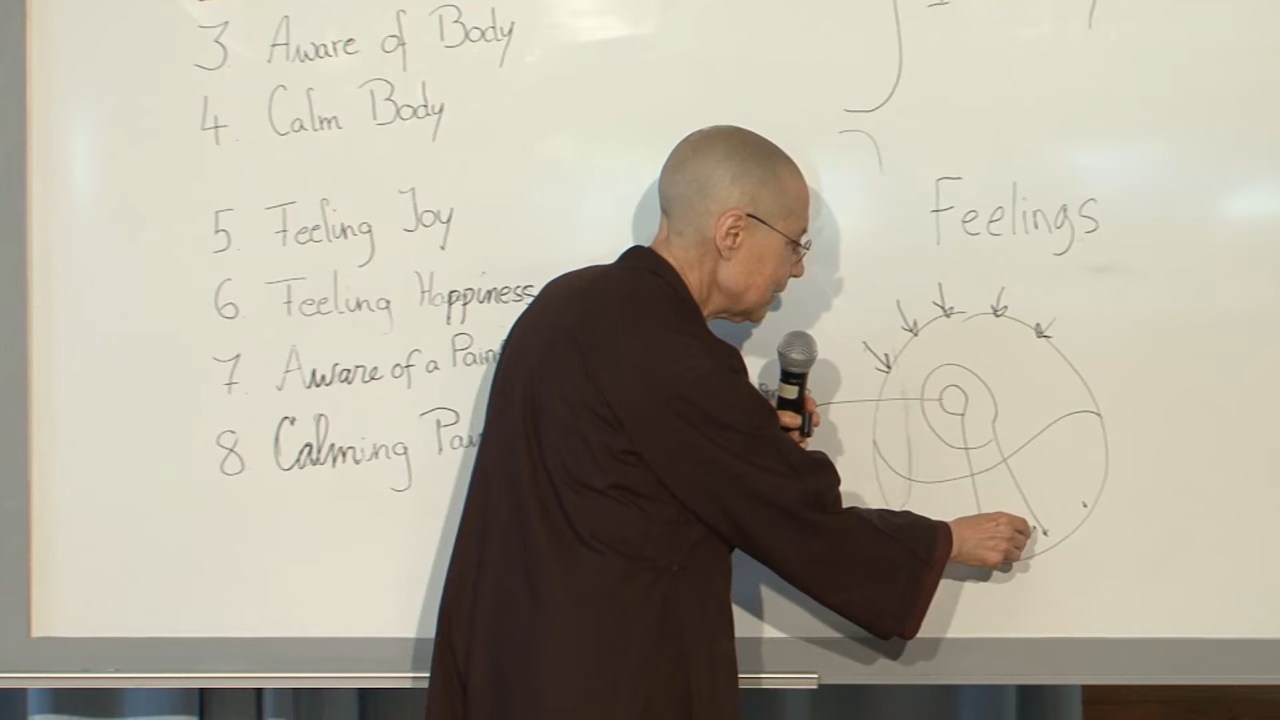 3 Aware of Body
4. Calm Body
5. Feeling Joy
6 Feeling Happiness
7. Aware of a
8 Calming
Feelings